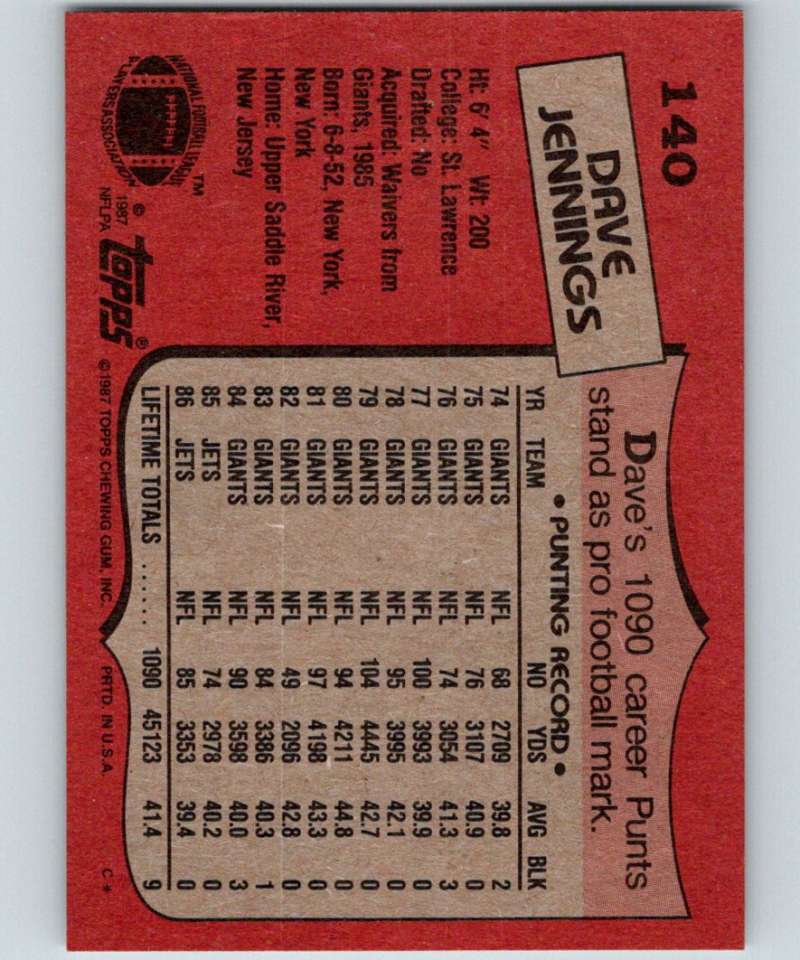 140
DAVE
JENNINGS
Ht: 6' 4" Wt: 200
College: St. Lawrence
Drafted: No
Acquired: Waivers from
Giants, 1985
Born: 6-8-52, New York,
New York
Home: Upper Saddle River,
New Jersey
NATIONAL FOOTBALL LEAGUE
PLAYERS ASSOCIATION
TM
© 1987
NFLPA
topps®
©1987 TOPPS CHEWING GUM, INC. PRTD. IN U.S.A. C*
Dave's 1090 career Punts
stand as pro football mark.
• PUNTING RECORD •
YR TEAM NO YDS AVG BLK
74 GIANTS NFL 68 2709 39.8 2
75 GIANTS NFL 76 3107 40.9 0
76 GIANTS NFL 74 3054 41.3 3
77 GIANTS NFL 100 3993 39.9 0
78 GIANTS NFL 95 3995 42.1 0
79 GIANTS NFL 104 4445 42.7 0
80 GIANTS NFL 94 4211 44.8 0
81 GIANTS NFL 97 4198 43.3 0
82 GIANTS NFL 49 2096 42.8 0
83 GIANTS NFL 84 3386 40.3 1
84 GIANTS NFL 90 3598 40.0 3
85 JETS NFL 74 2978 40.2 0
86 JETS NFL 85 3353 39.4 0
LIFETIME TOTALS ...... 1090 45123 41.4 9